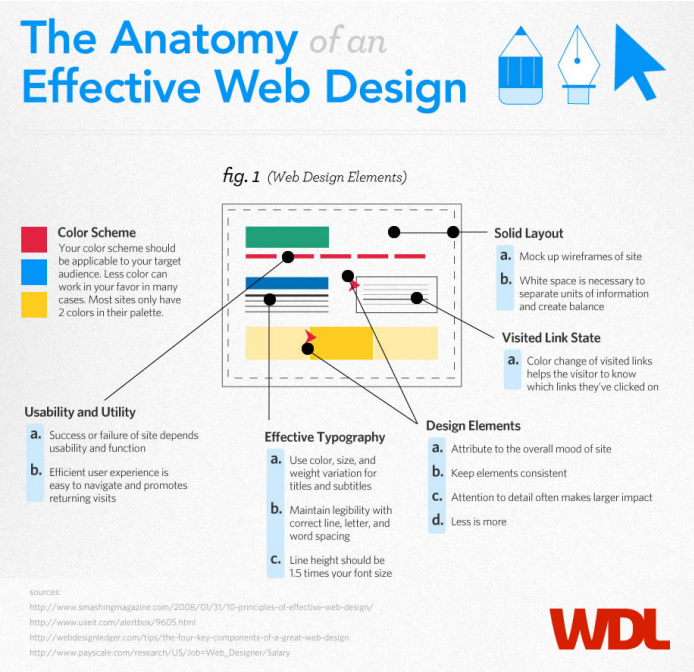 The Anatomy of an
Effective Web Design
fig. 1 (Web Design Elements)
Color Scheme
Your color scheme should
be applicable to your target
audience. Less color can
work in your favor in many
cases. Most sites only have
2 colors in their palette.
Solid Layout
a. Mock up wireframes of site
b. White space is necessary to
separate units of information
and create balance
Visited Link State
a. Color change of visited links
helps the visitor to know
which links they've clicked on
Usability and Utility
a. Success or failure of site depends
usability and function
b. Efficient user experience is
easy to navigate and promotes
returning visits
Effective Typography
a. Use color, size, and
weight variation for
titles and subtitles
b. Maintain legibility with
correct line, letter, and
word spacing
c. Line height should be
1.5 times your font size
Design Elements
a. Attribute to the overall mood of site
b. Keep elements consistent
c. Attention to detail often makes larger impact
d. Less is more
sources:
http://www.smashingmagazine.com/2008/01/31/10-principles-of-effective-web-design/
http://www.useit.com/alertbox/9605.html
http://webdesignledger.com/tips/the-four-key-components-of-a-great-web-design
http://www.payscale.com/research/US/Job=Web_Designer/Salary
WDL